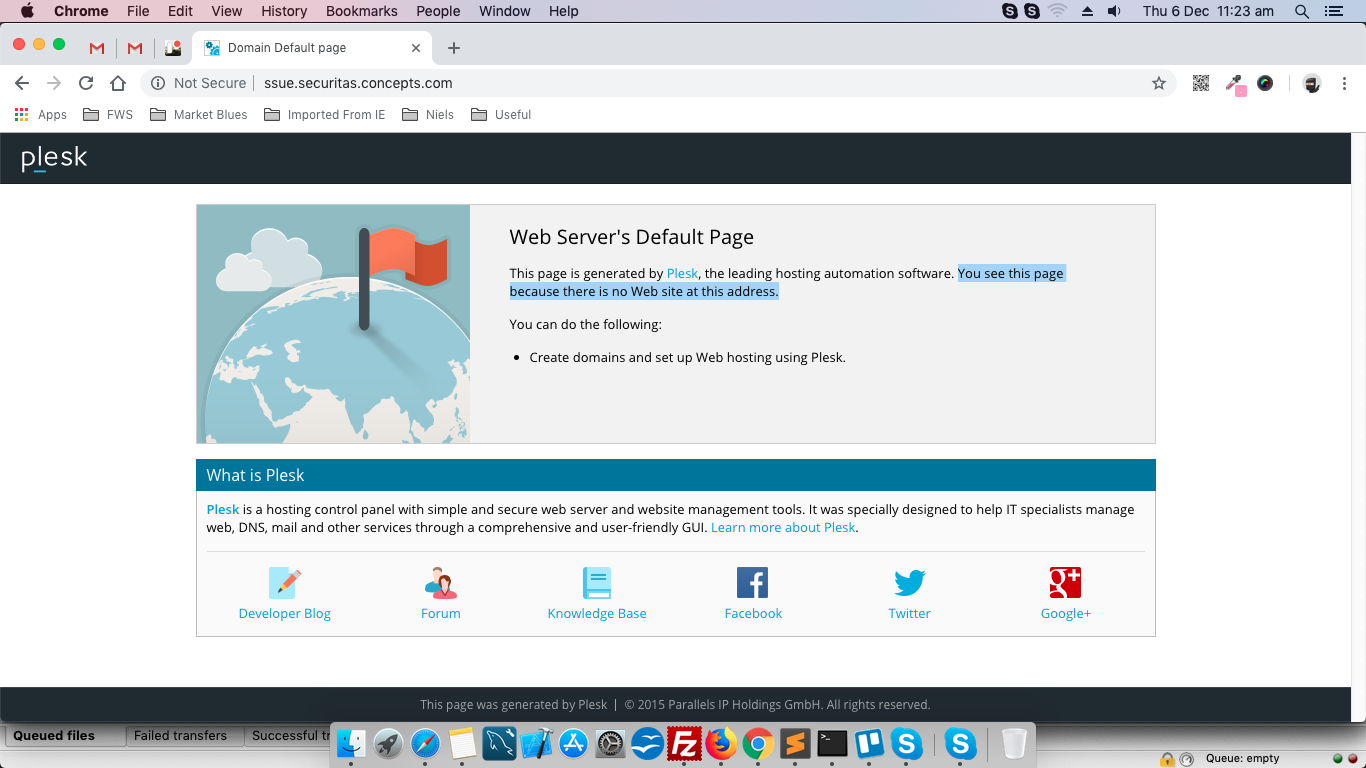 Chrome File Edit View History Bookmarks People Window Help Thu 6 Dec 11:23 am
Domain Default page
Not Secure ssue.securitas.concepts.com
Apps FWS Market Blues Imported From IE Niels Useful
plesk
Web Server's Default Page
This page is generated by Plesk, the leading hosting automation software. You see this page
because there is no Web site at this address.
You can do the following:
• Create domains and set up Web hosting using Plesk.
What is Plesk
Plesk is a hosting control panel with simple and secure web server and website management tools. It was specially designed to help IT specialists manage
web, DNS, mail and other services through a comprehensive and user-friendly GUI. Learn more about Plesk.
Developer Blog Forum Knowledge Base Facebook Twitter Google+
This page was generated by Plesk | © 2015 Parallels IP Holdings GmbH. All rights reserved.
Queued files Failed transfers Successful tr
Queue: empty